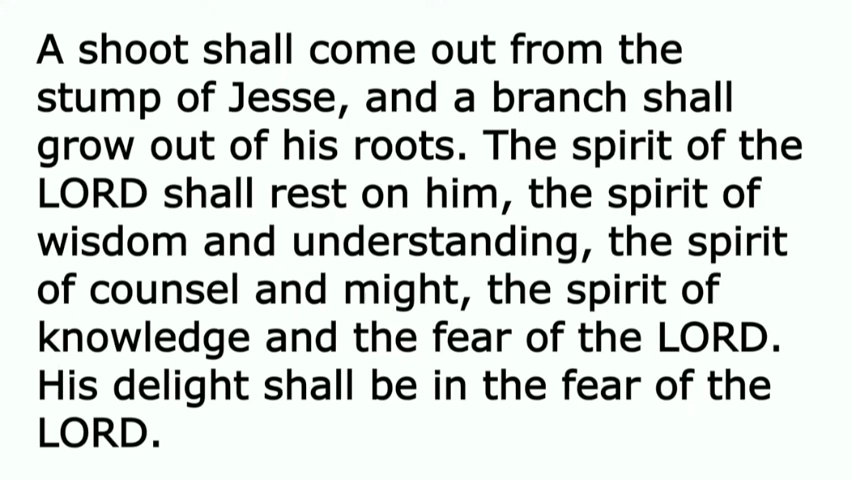 A shoot shall come out from the
stump of Jesse, and a branch shall
grow out of his roots. The spirit of the
LORD shall rest on him, the spirit of
wisdom and understanding, the spirit
of counsel and might, the spirit of
knowledge and the fear of the LORD.
His delight shall be in the fear of the
LORD.